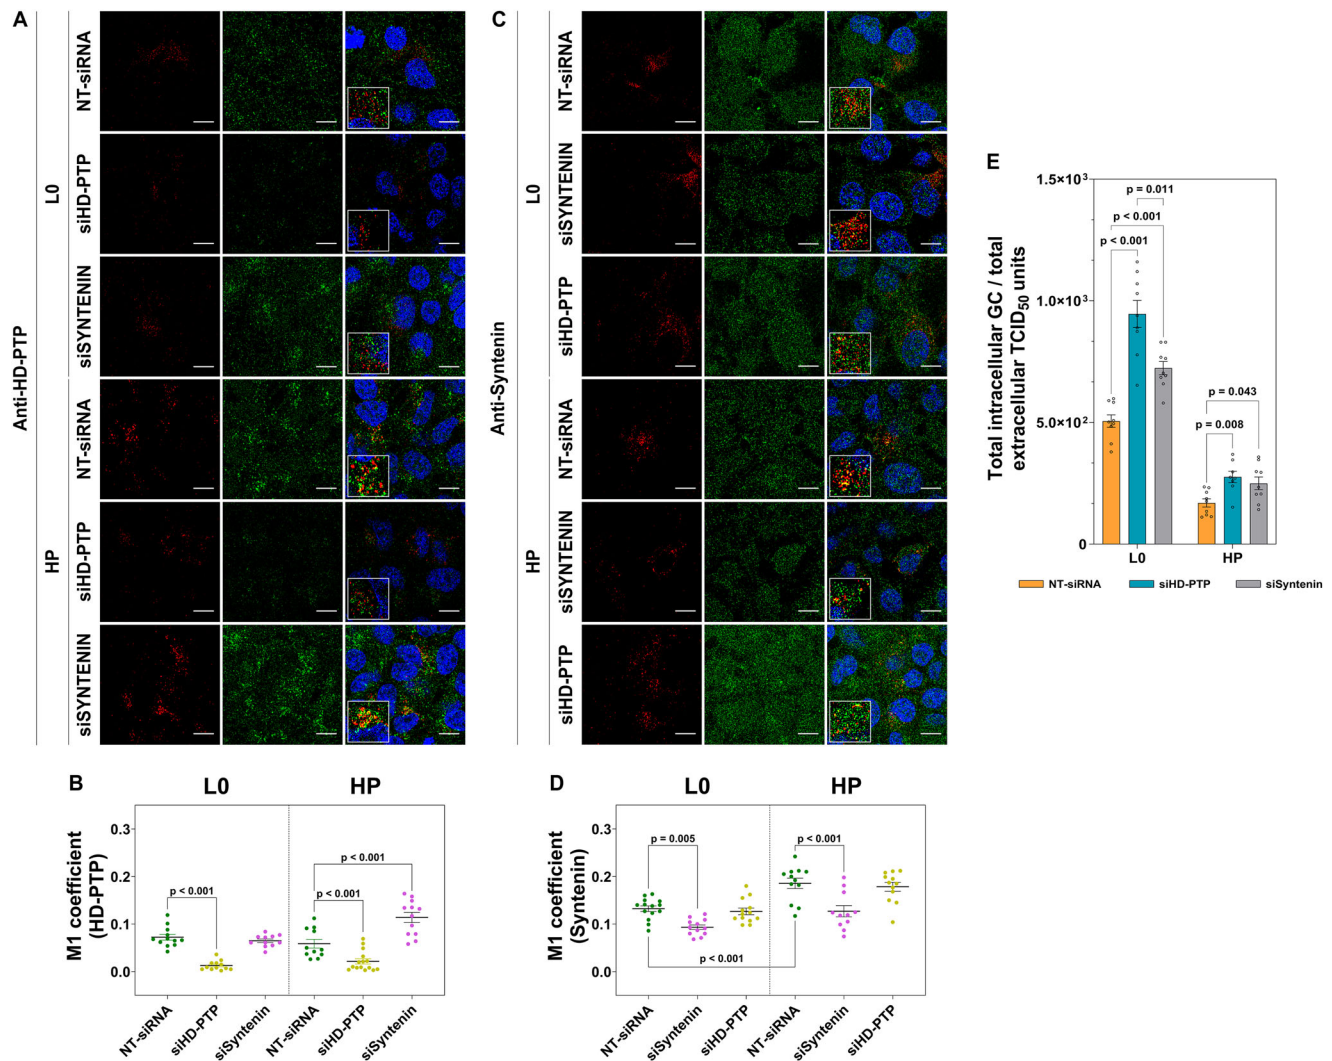 A
Anti-HD-PTP
L0
NT-siRNA
siHD-PTP
siSYNTENIN
HP
NT-siRNA
siHD-PTP
siSYNTENIN
C
Anti-Syntenin
L0
NT-siRNA
siSYNTENIN
siHD-PTP
HP
NT-siRNA
siSYNTENIN
siHD-PTP
E
Total intracellular GC / total
extracellular TCID50 units
1.5×10³
1.0×10³
5.0×10²
0
p = 0.011
p < 0.001
p < 0.001
p = 0.043
p = 0.008
L0
HP
NT-siRNA
siHD-PTP
siSyntenin
B
L0
HP
M1 coefficient
(HD-PTP)
0.3
0.2
0.1
0.0
p < 0.001
p < 0.001
p < 0.001
NT-siRNA
siHD-PTP
siSyntenin
NT-siRNA
siHD-PTP
siSyntenin
D
L0
HP
M1 coefficient
(Syntenin)
0.3
0.2
0.1
0.0
p = 0.005
p < 0.001
p < 0.001
NT-siRNA
siSyntenin
siHD-PTP
NT-siRNA
siSyntenin
siHD-PTP